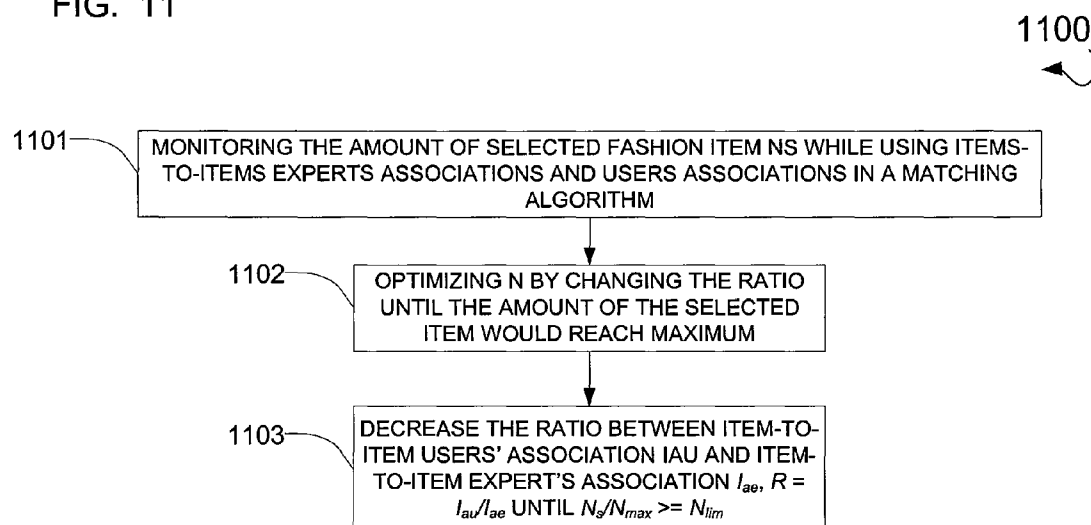 FIG. 11
1100
1101
MONITORING THE AMOUNT OF SELECTED FASHION ITEM NS WHILE USING ITEMS-
TO-ITEMS EXPERTS ASSOCIATIONS AND USERS ASSOCIATIONS IN A MATCHING
ALGORITHM
1102
OPTIMIZING N BY CHANGING THE RATIO
UNTIL THE AMOUNT OF THE SELECTED
ITEM WOULD REACH MAXIMUM
1103
DECREASE THE RATIO BETWEEN ITEM-TO-
ITEM USERS' ASSOCIATION IAU AND ITEM-
TO-ITEM EXPERT'S ASSOCIATION Iae, R =
Iau/Iae UNTIL Ns/Nmax >= Nlim